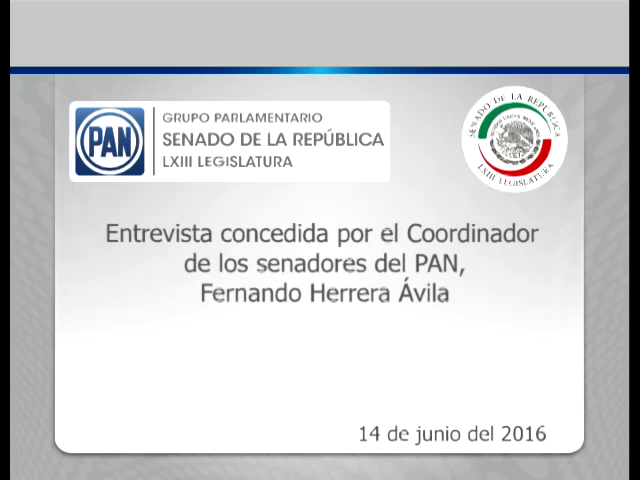 PAN
GRUPO PARLAMENTARIO
SENADO DE LA REPÚBLICA
LXIII LEGISLATURA
SENADO DE LA REPÚBLICA
LXIII LEGISLATURA
Entrevista concedida por el Coordinador
de los senadores del PAN,
Fernando Herrera Ávila
14 de junio del 2016